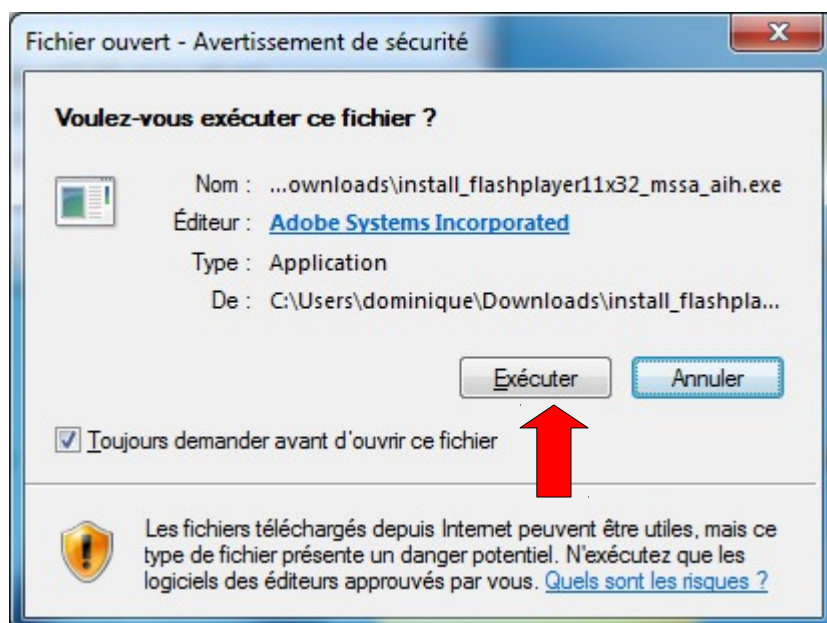 Fichier ouvert - Avertissement de sécurité
Voulez-vous exécuter ce fichier ?
Nom : ...ownloads\install_flashplayer11x32_mssa_aih.exe
Éditeur : Adobe Systems Incorporated
Type : Application
De : C:\Users\dominique\Downloads\install_flashpla...
Exécuter Annuler
Toujours demander avant d'ouvrir ce fichier
Les fichiers téléchargés depuis Internet peuvent être utiles, mais ce
type de fichier présente un danger potentiel. N'exécutez que les
logiciels des éditeurs approuvés par vous. Quels sont les risques ?